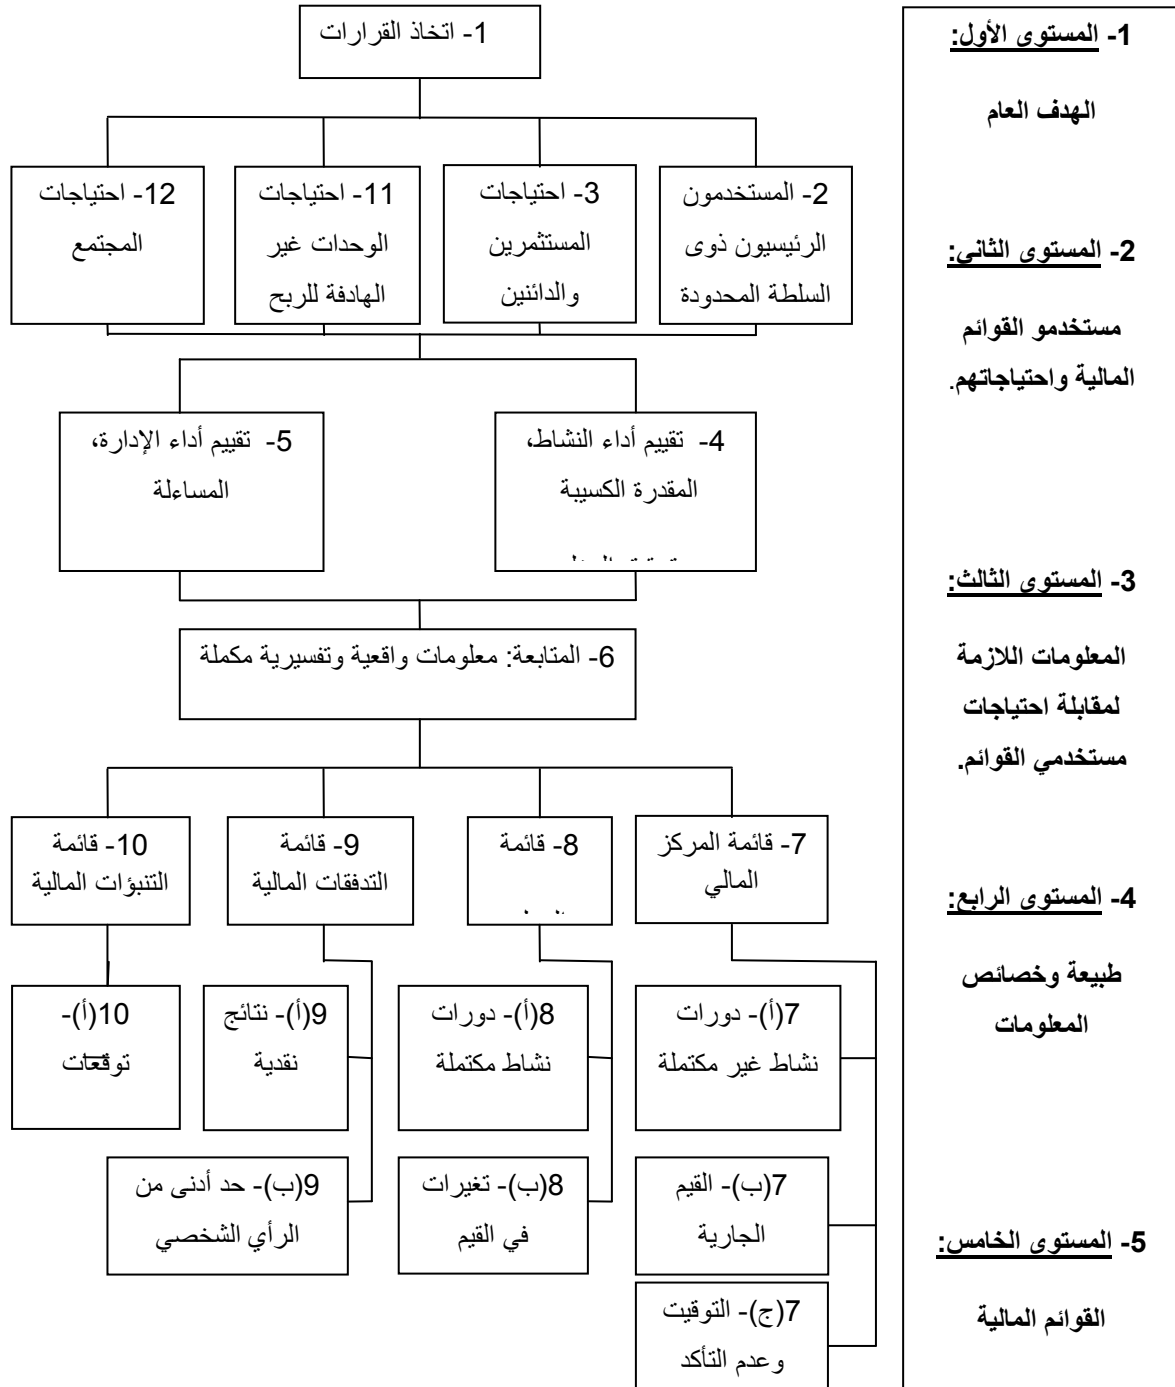 1- اتخاذ القرارات
2- المستخدمون
الرئيسيون ذوى
السلطة المحدودة
3- احتياجات
المستثمرين
والدائنين
11- احتياجات
الوحدات غير
الهادفة للربح
12- احتياجات
المجتمع
4- تقييم أداء النشاط،
المقدرة الكسيبة
5- تقييم أداء الإدارة،
المساءلة
6- المتابعة: معلومات واقعية وتفسيرية مكملة
7- قائمة المركز
المالي
8- قائمة
9- قائمة
التدفقات المالية
10- قائمة
التنبؤات المالية
7(أ)- دورات
نشاط غير مكتملة
8(أ)- دورات
نشاط مكتملة
9(أ)- نتائج
نقدية
10(أ)-
توقعات
7(ب)- القيم
الجارية
8(ب)- تغيرات
في القيم
9(ب)- حد أدنى من
الرأي الشخصي
7(ج)- التوقيت
وعدم التأكد
1- المستوى الأول:
الهدف العام
2- المستوى الثاني:
مستخدمو القوائم
المالية واحتياجاتهم.
3- المستوى الثالث:
المعلومات اللازمة
لمقابلة احتياجات
مستخدمي القوائم.
4- المستوى الرابع:
طبيعة وخصائص
المعلومات
5- المستوى الخامس:
القوائم المالية